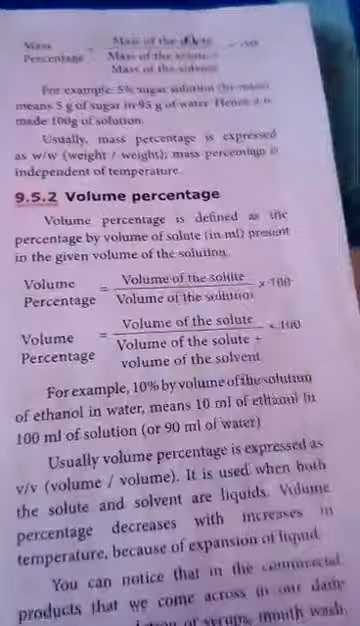 Mass Percentage = Mass of the solute / Mass of the solute + Mass of the solvent × 100
For example 5% sugar solution (by mass)
means 5 g of sugar in 95 g of water. Hence
made 100g of solution.
Usually, mass percentage is expressed
as w/w (weight / weight); mass percentage is
independent of temperature.
9.5.2 Volume percentage
Volume percentage is defined as the
percentage by volume of solute (in ml) present
in the given volume of the solution.
Volume Percentage = Volume of the solute / Volume of the solution × 100
Volume Percentage = Volume of the solute / Volume of the solute + volume of the solvent × 100
For example, 10% by volume of the solution
of ethanol in water, means 10 ml of ethanol in
100 ml of solution (or 90 ml of water)
Usually volume percentage is expressed as
v/v (volume / volume). It is used when both
the solute and solvent are liquids. Volume
percentage decreases with increases in
temperature, because of expansion of liquid.
You can notice that in the commercial
products that we come across in our daily
of syrups, mouth wash,